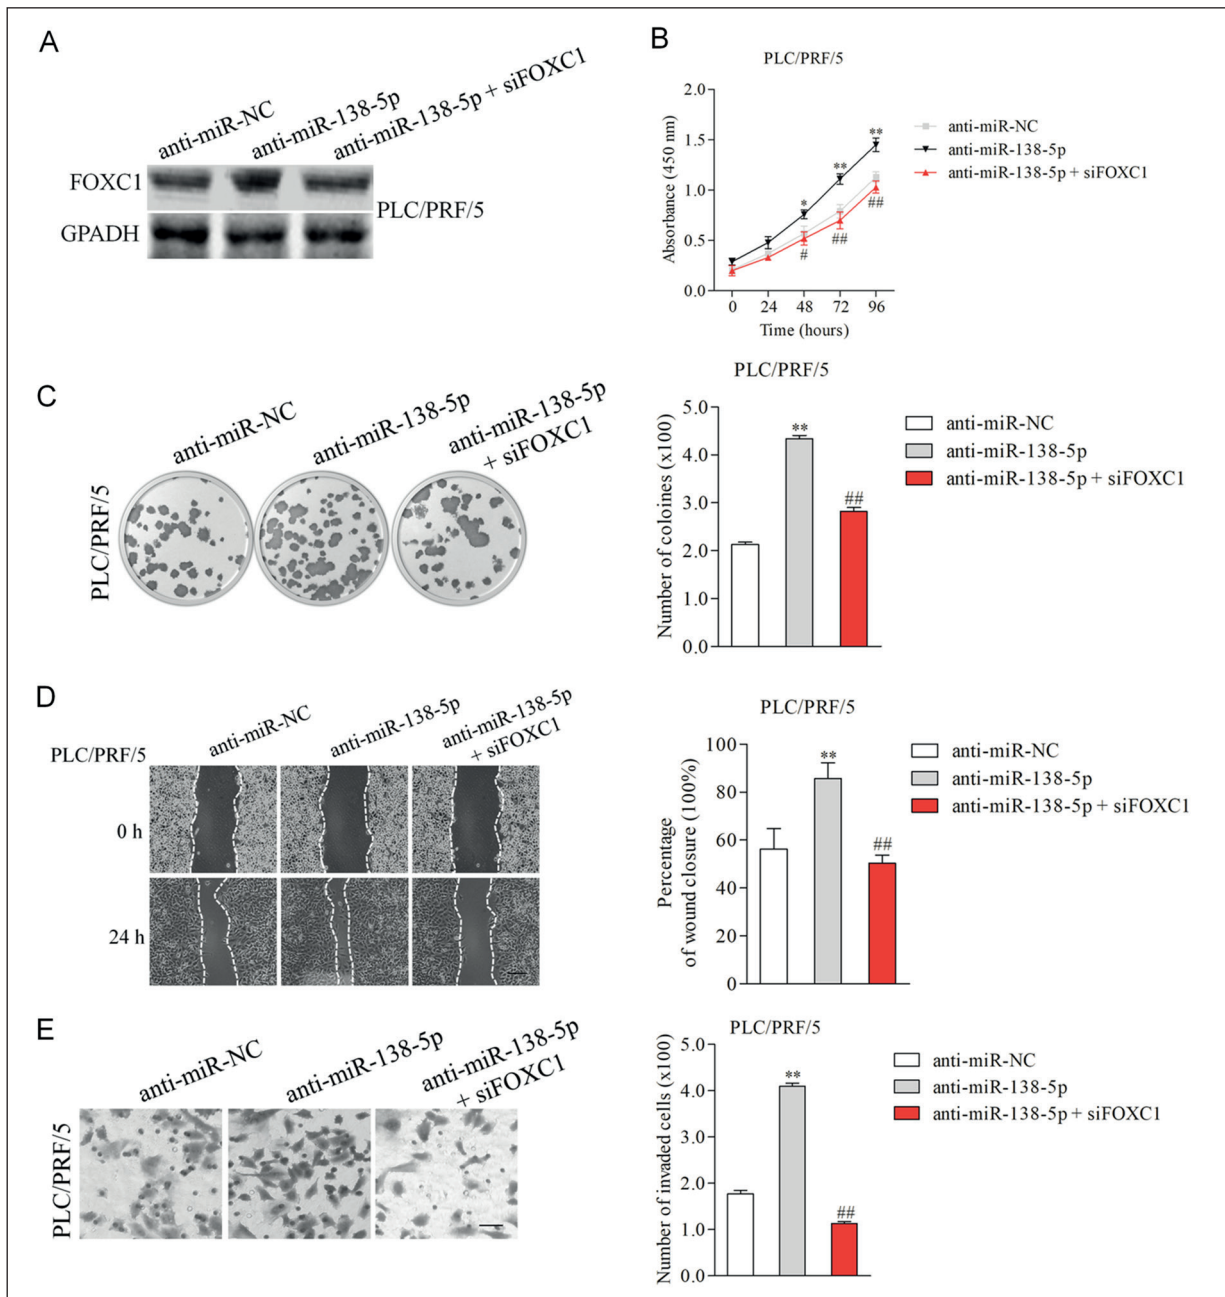 A
anti-miR-NC
anti-miR-138-5p
anti-miR-138-5p + siFOXC1
FOXC1
GPADH
PLC/PRF/5
B
PLC/PRF/5
Absorbance (450 nm)
2.0
1.5
1.0
0.5
0.0
**
**
*
#
##
##
0 24 48 72 96
Time (hours)
anti-miR-NC
anti-miR-138-5p
anti-miR-138-5p + siFOXC1
C
anti-miR-NC
anti-miR-138-5p
anti-miR-138-5p
+ siFOXC1
PLC/PRF/5
PLC/PRF/5
Number of coloines (x100)
5.0
4.0
3.0
2.0
1.0
0.0
**
##
anti-miR-NC
anti-miR-138-5p
anti-miR-138-5p + siFOXC1
D
anti-miR-NC
anti-miR-138-5p
anti-miR-138-5p
+ siFOXC1
PLC/PRF/5
0 h
24 h
PLC/PRF/5
Percentage
of wound closure (100%)
100
80
60
40
20
0
**
##
anti-miR-NC
anti-miR-138-5p
anti-miR-138-5p + siFOXC1
E
anti-miR-NC
anti-miR-138-5p
anti-miR-138-5p
+ siFOXC1
PLC/PRF/5
PLC/PRF/5
Number of invaded cells (x100)
5.0
4.0
3.0
2.0
1.0
0.0
**
##
anti-miR-NC
anti-miR-138-5p
anti-miR-138-5p + siFOXC1